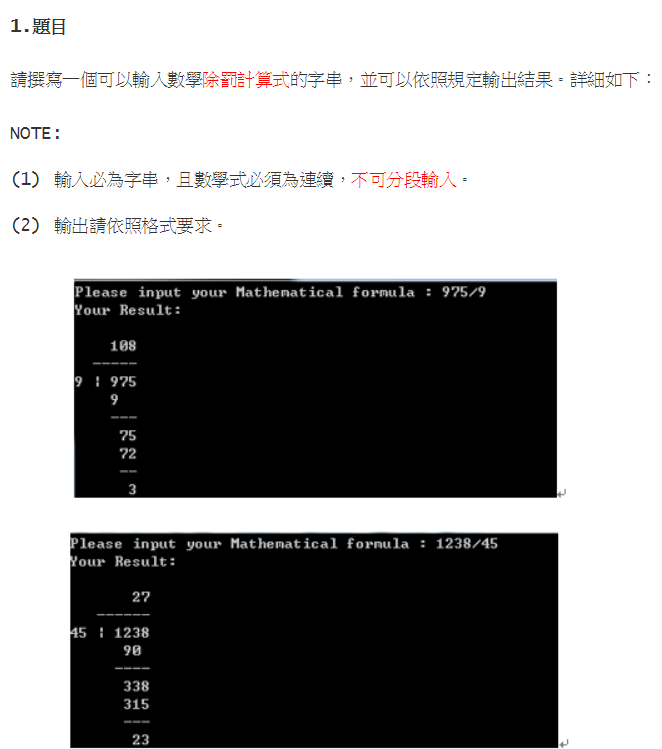 1.題目
請撰寫一個可以輸入數學除罰計算式的字串，並可以依照規定輸出結果。詳細如下：
NOTE:
(1) 輸入必為字串，且數學式必須為連續，不可分段輸入。
(2) 輸出請依照格式要求。
Please input your Mathematical formula : 975/9
Your Result:
108
-----
9 ¦ 975
9
---
75
72
--
3
Please input your Mathematical formula : 1238/45
Your Result:
27
------
45 ¦ 1238
90
----
338
315
---
23